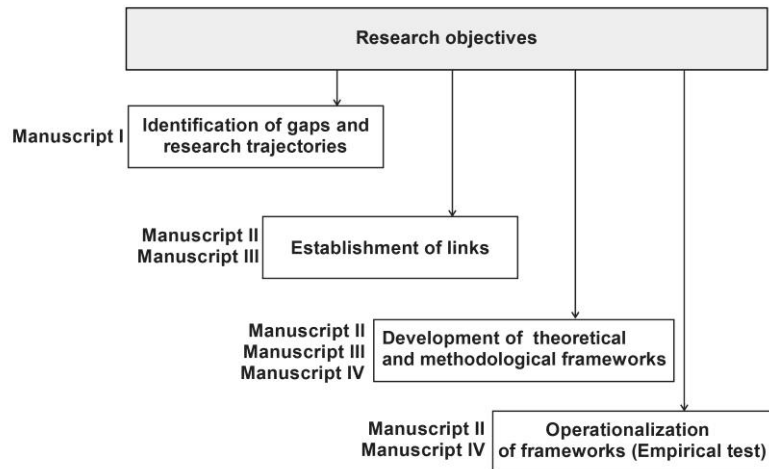 Research objectives
Manuscript I
Identification of gaps and
research trajectories
Manuscript II
Manuscript III
Establishment of links
Manuscript II
Manuscript III
Manuscript IV
Development of theoretical
and methodological frameworks
Manuscript II
Manuscript IV
Operationalization
of frameworks (Empirical test)